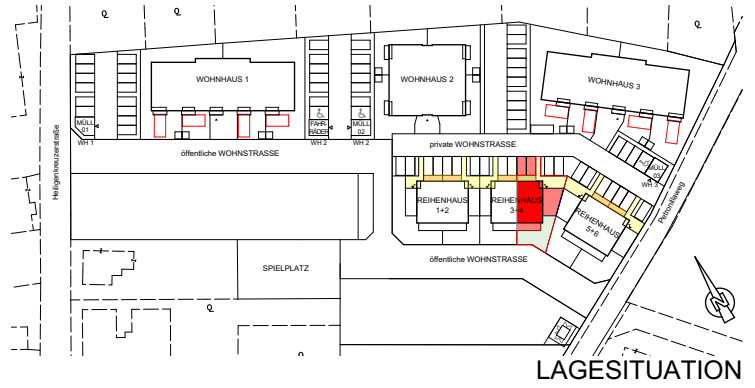 WOHNHAUS 1
WOHNHAUS 2
WOHNHAUS 3
MÜLL
01
WH 1
FAHR-
RÄDER
WH 2
MÜLL
02
WH 2
MÜLL
03
WH 3
Heiligenkreuzerstraße
öffentliche WOHNSTRASSE
private WOHNSTRASSE
Petronillaweg
REIHENHAUS
1+2
REIHENHAUS
3+4
REIHENHAUS
5+6
SPIELPLATZ
öffentliche WOHNSTRASSE
LAGESITUATION